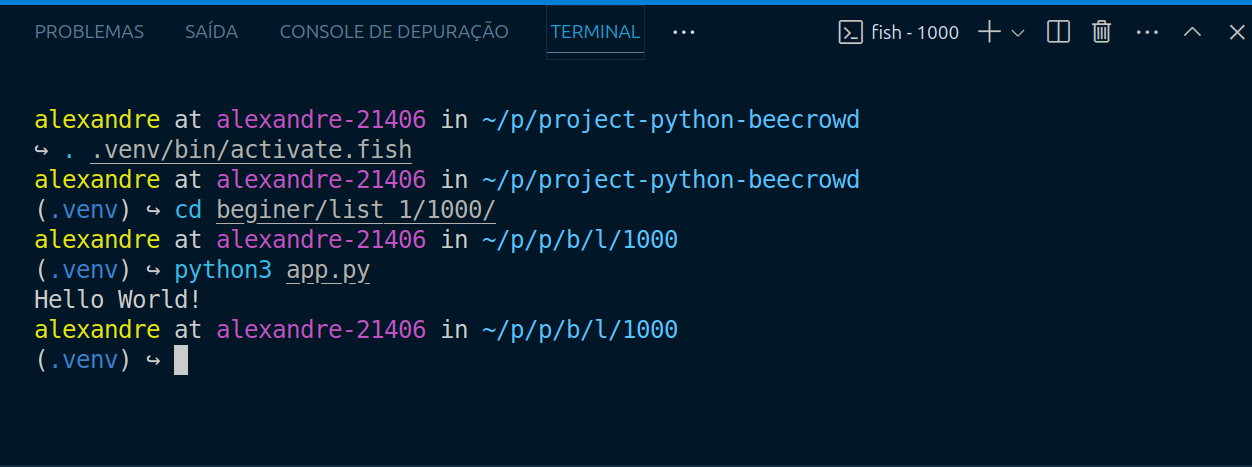 PROBLEMAS SAÍDA CONSOLE DE DEPURAÇÃO TERMINAL ··· fish - 1000 ···
alexandre at alexandre-21406 in ~/p/project-python-beecrowd
↪ . .venv/bin/activate.fish
alexandre at alexandre-21406 in ~/p/project-python-beecrowd
(.venv) ↪ cd beginer/list_1/1000/
alexandre at alexandre-21406 in ~/p/p/b/l/1000
(.venv) ↪ python3 app.py
Hello World!
alexandre at alexandre-21406 in ~/p/p/b/l/1000
(.venv) ↪